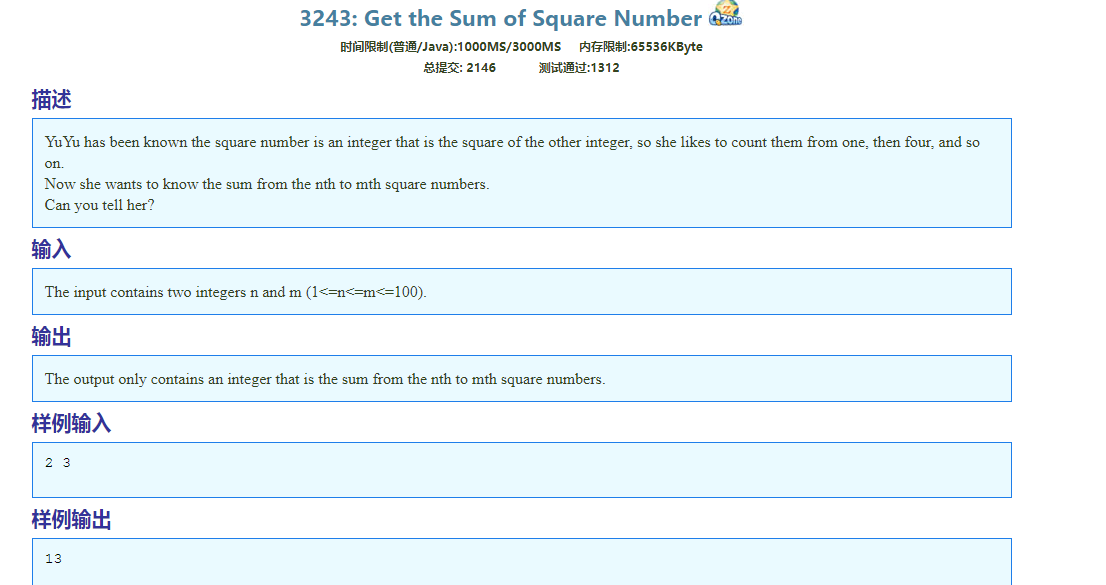 3243: Get the Sum of Square Number
时间限制(普通/Java):1000MS/3000MS 内存限制:65536KByte
总提交: 2146 测试通过:1312
描述
YuYu has been known the square number is an integer that is the square of the other integer, so she likes to count them from one, then four, and so
on.
Now she wants to know the sum from the nth to mth square numbers.
Can you tell her?
输入
The input contains two integers n and m (1<=n<=m<=100).
输出
The output only contains an integer that is the sum from the nth to mth square numbers.
样例输入
2 3
样例输出
13